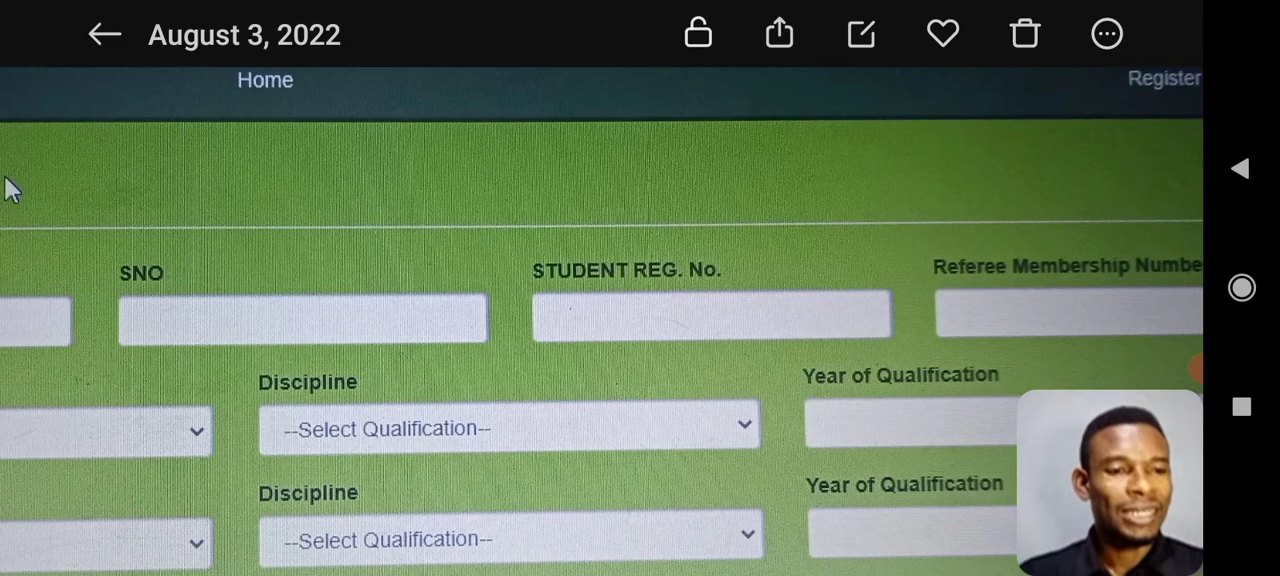 August 3, 2022
Home Register
SNO STUDENT REG. No. Referee Membership Numbe
Discipline Year of Qualification
--Select Qualification--
Discipline Year of Qualification
--Select Qualification--